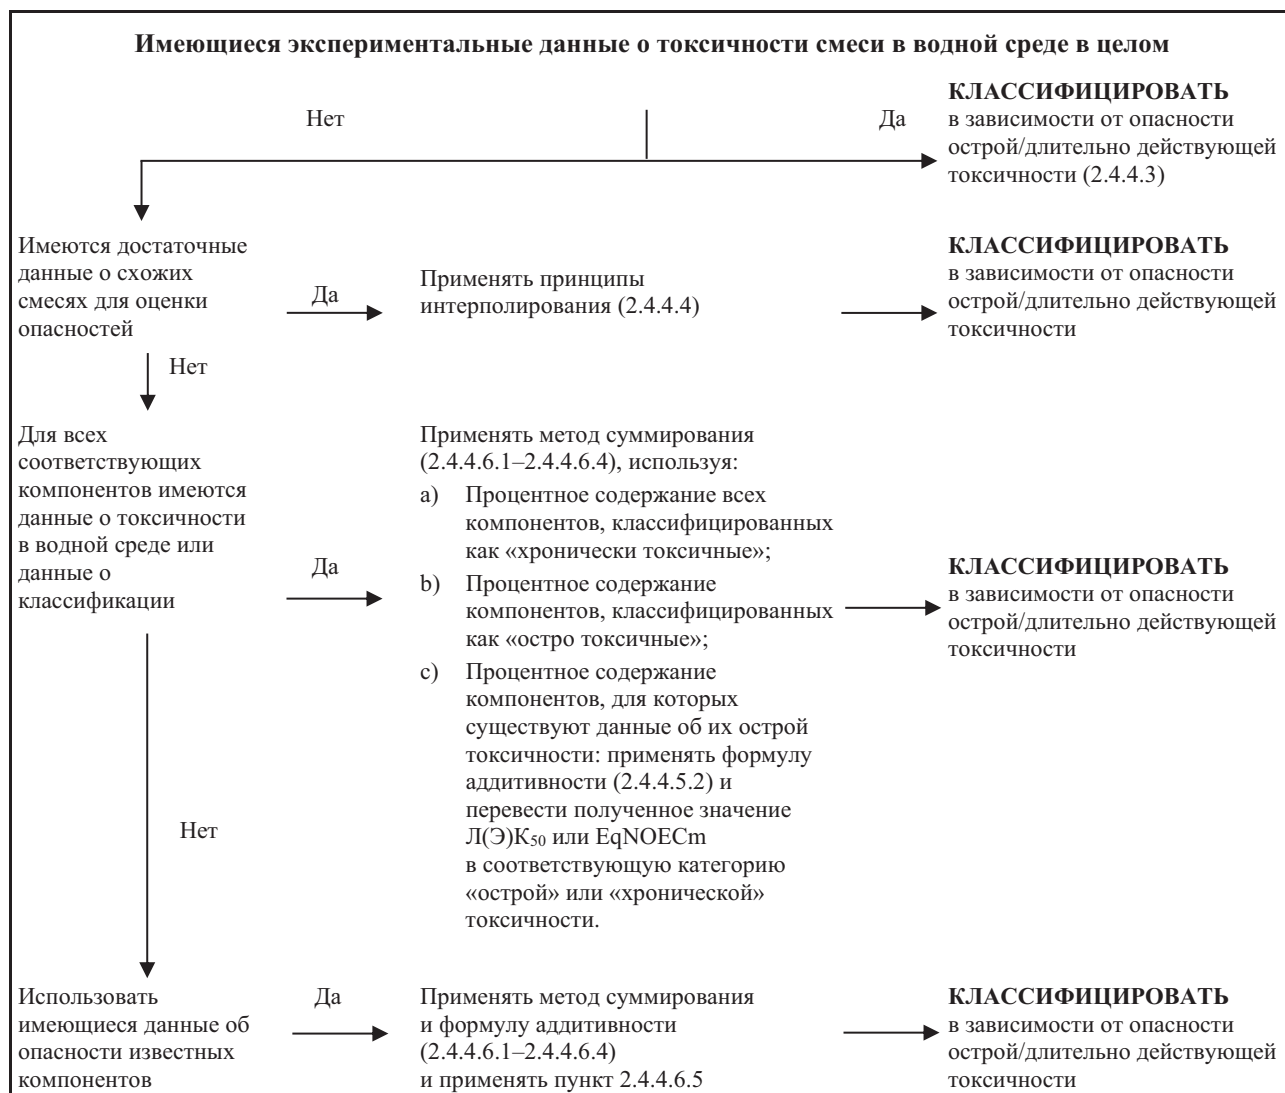 Имеющиеся экспериментальные данные о токсичности смеси в водной среде в целом
Нет
Да
КЛАССИФИЦИРОВАТЬ
в зависимости от опасности
острой/длительно действующей
токсичности (2.4.4.3)
Имеются достаточные
данные о схожих
смесях для оценки
опасностей
Да
Применять принципы
интерполирования (2.4.4.4)
КЛАССИФИЦИРОВАТЬ
в зависимости от опасности
острой/длительно действующей
токсичности
Нет
Для всех
соответствующих
компонентов имеются
данные о токсичности
в водной среде или
данные о
классификации
Да
Применять метод суммирования
(2.4.4.6.1–2.4.4.6.4), используя:
a) Процентное содержание всех
компонентов, классифицированных
как «хронически токсичные»;
b) Процентное содержание
компонентов, классифицированных
как «остро токсичные»;
c) Процентное содержание
компонентов, для которых
существуют данные об их острой
токсичности: применять формулу
аддитивности (2.4.4.5.2) и
перевести полученное значение
Л(Э)К₅₀ или EqNOECm
в соответствующую категорию
«острой» или «хронической»
токсичности.
КЛАССИФИЦИРОВАТЬ
в зависимости от опасности
острой/длительно действующей
токсичности
Нет
Использовать
имеющиеся данные об
опасности известных
компонентов
Да
Применять метод суммирования
и формулу аддитивности
(2.4.4.6.1–2.4.4.6.4)
и применять пункт 2.4.4.6.5
КЛАССИФИЦИРОВАТЬ
в зависимости от опасности
острой/длительно действующей
токсичности